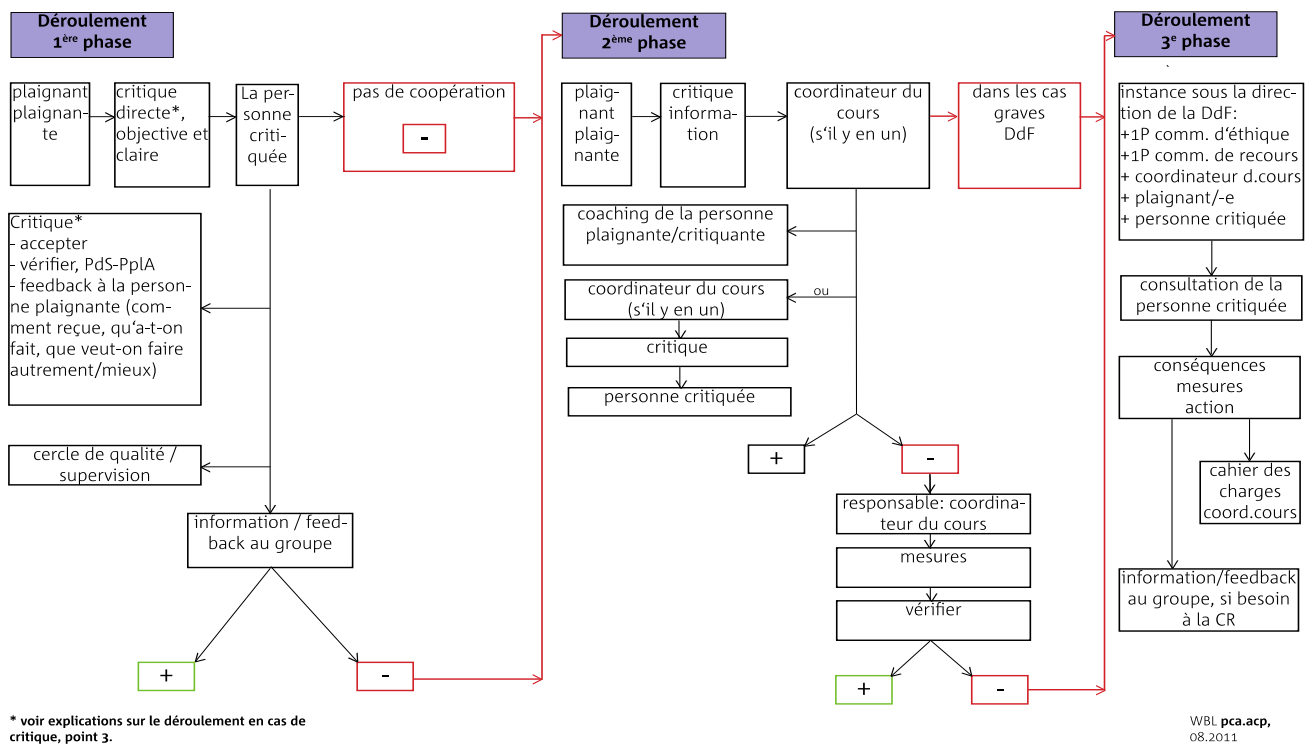 Déroulement
1ère phase
plaignant
plaignan-
te
critique
directe*,
objective et
claire
La per-
sonne
criti-
quée
pas de coopération
-
Critique*
- accepter
- vérifier, PdS-PplA
- feedback à la person-
ne plaignante (com-
ment reçue, qu‘a-t-on
fait, que veut-on faire
autrement/mieux)
cercle de qualité /
supervision
information / feed-
back au groupe
+
-
* voir explications sur le déroulement en cas de
critique, point 3.
Déroulement
2ème phase
plaig-
nant
plaig-
nante
critique
informa-
tion
coordinateur du
cours
(s‘il y en un)
dans les cas
graves
DdF
coaching de la personne
plaignante/critiquante
ou
coordinateur du cours
(s‘il y en un)
critique
personne critiquée
+
-
responsable: coordina-
teur du cours
mesures
vérifier
+
-
Déroulement
3e phase
instance sous la direc-
tion de la DdF:
+1P comm. d‘éthique
+1P comm. de recours
+ coordinateur d.cours
+ plaignant/-e
+ personne critiquée
consultation de la
personne critiquée
conséquences
mesures
action
cahier des
charges
coord.cours
information/feedback
au groupe, si besoin
à la CR
WBL pca.acp,
08.2011